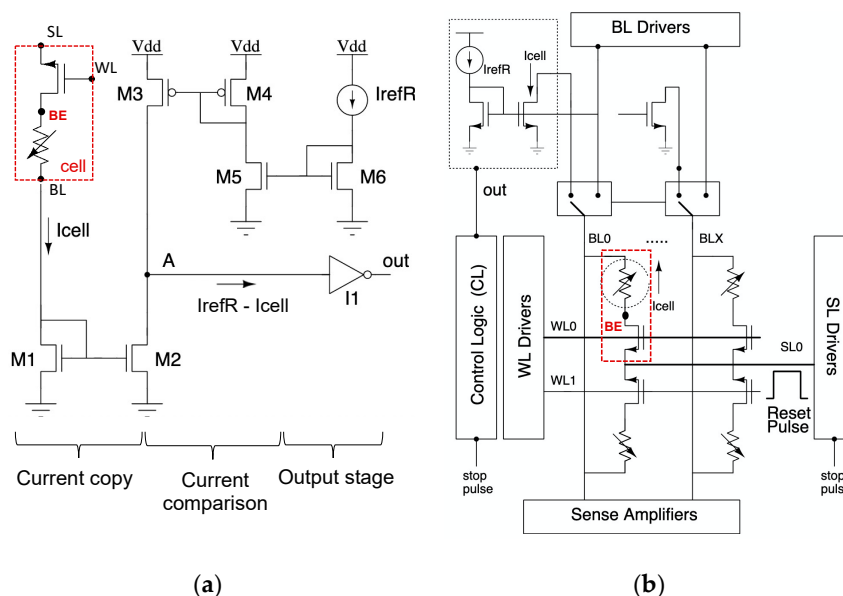 SL
WL
BE
cell
BL
Icell
Vdd
Vdd
Vdd
M3
M4
IrefR
M5
M6
A
IrefR - Icell
I1
out
M1
M2
Current copy
Current
comparison
Output stage
(a)
BL Drivers
IrefR
Icell
out
BL0
.....
BLX
Control Logic (CL)
WL Drivers
SL Drivers
WL0
BE
Icell
SL0
WL1
Reset
Pulse
stop
pulse
stop
puls
Sense Amplifiers
(b)